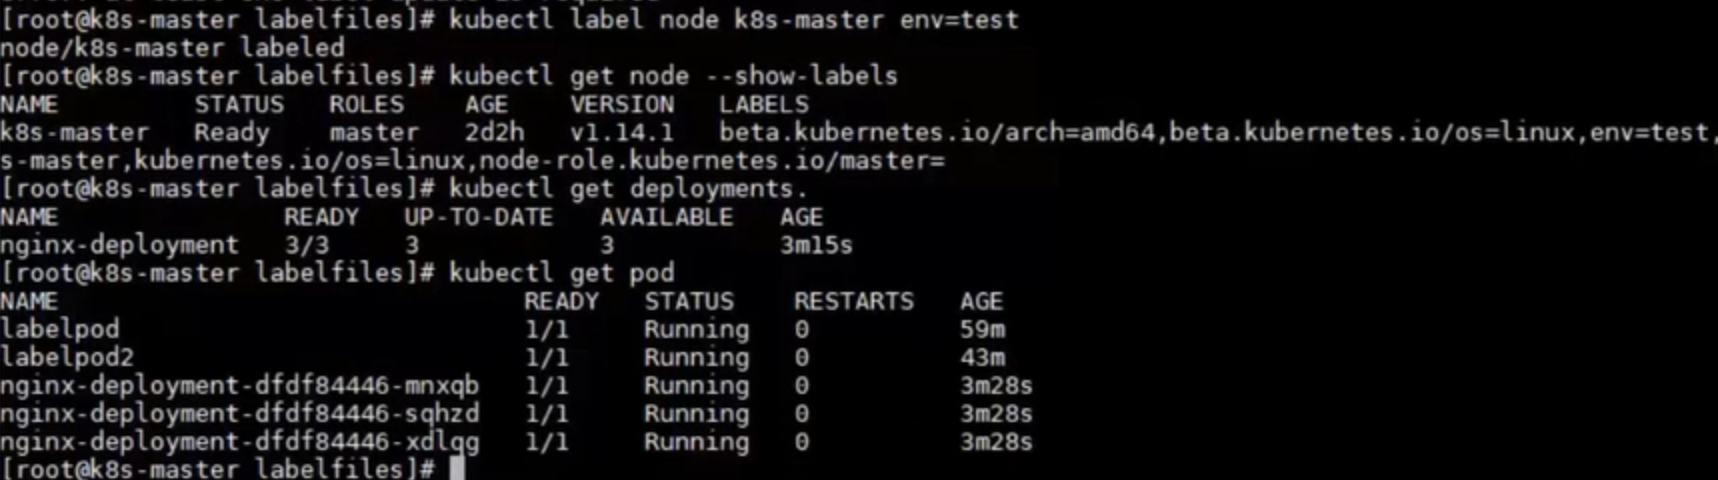 [root@k8s-master labelfiles]# kubectl label node k8s-master env=test
node/k8s-master labeled
[root@k8s-master labelfiles]# kubectl get node --show-labels
NAME STATUS ROLES AGE VERSION LABELS
k8s-master Ready master 2d2h v1.14.1 beta.kubernetes.io/arch=amd64,beta.kubernetes.io/os=linux,env=test,
s-master,kubernetes.io/os=linux,node-role.kubernetes.io/master=
[root@k8s-master labelfiles]# kubectl get deployments.
NAME READY UP-TO-DATE AVAILABLE AGE
nginx-deployment 3/3 3 3 3m15s
[root@k8s-master labelfiles]# kubectl get pod
NAME READY STATUS RESTARTS AGE
labelpod 1/1 Running 0 59m
labelpod2 1/1 Running 0 43m
nginx-deployment-dfdf84446-mnxqb 1/1 Running 0 3m28s
nginx-deployment-dfdf84446-sqhzd 1/1 Running 0 3m28s
nginx-deployment-dfdf84446-xdlqg 1/1 Running 0 3m28s
[root@k8s-master labelfiles]#